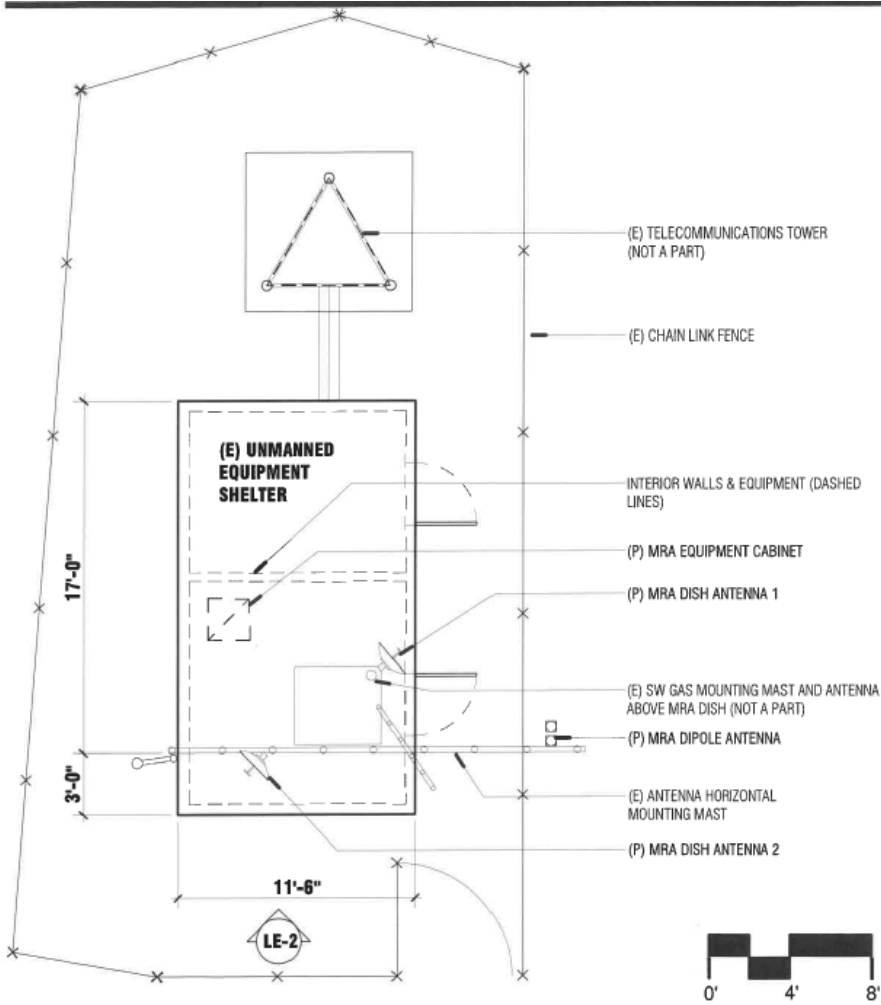 (E) TELECOMMUNICATIONS TOWER
(NOT A PART)
(E) CHAIN LINK FENCE
(E) UNMANNED
EQUIPMENT
SHELTER
INTERIOR WALLS & EQUIPMENT (DASHED
LINES)
(P) MRA EQUIPMENT CABINET
17'-0"
(P) MRA DISH ANTENNA 1
(E) SW GAS MOUNTING MAST AND ANTENNA
ABOVE MRA DISH (NOT A PART)
(P) MRA DIPOLE ANTENNA
3'-0"
(E) ANTENNA HORIZONTAL
MOUNTING MAST
(P) MRA DISH ANTENNA 2
11'-6"
LE-2
0' 4' 8'